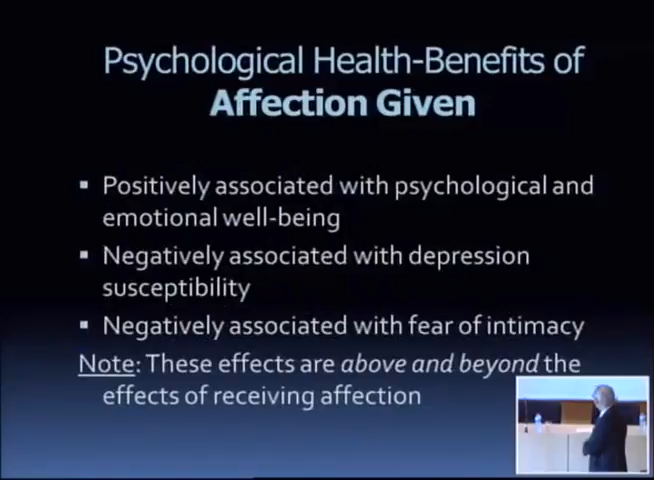 Psychological Health-Benefits of
Affection Given
▪ Positively associated with psychological and
emotional well-being
▪ Negatively associated with depression
susceptibility
▪ Negatively associated with fear of intimacy
Note: These effects are above and beyond the
effects of receiving affection